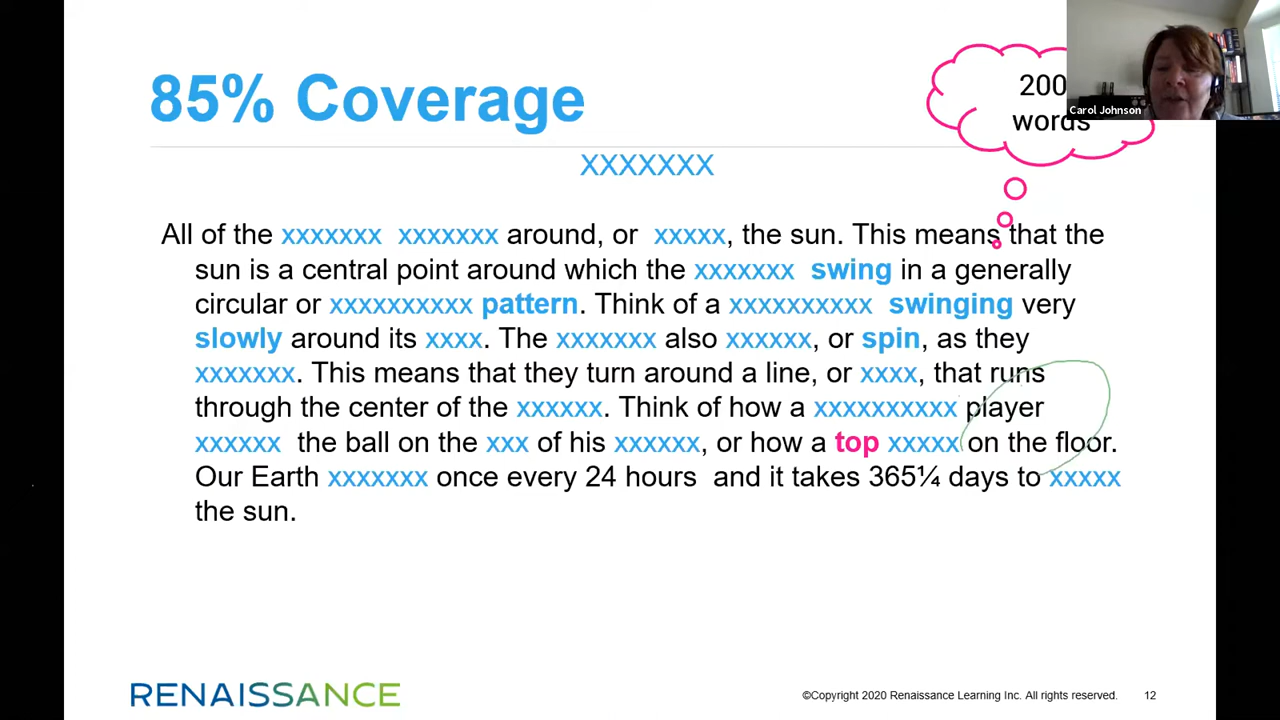 85% Coverage
200
words
Carol Johnson
xxxxxxx
All of the xxxxxxx xxxxxxx around, or xxxxx, the sun. This means that the
sun is a central point around which the xxxxxxx swing in a generally
circular or xxxxxxxxxx pattern. Think of a xxxxxxxxxx swinging very
slowly around its xxxx. The xxxxxxx also xxxxxx, or spin, as they
xxxxxxx. This means that they turn around a line, or xxxx, that runs
through the center of the xxxxxx. Think of how a xxxxxxxxxx player
xxxxxx the ball on the xxx of his xxxxxx, or how a top xxxxx on the floor.
Our Earth xxxxxxx once every 24 hours and it takes 365¼ days to xxxxx
the sun.
RENAISSANCE
©Copyright 2020 Renaissance Learning Inc. All rights reserved.
12